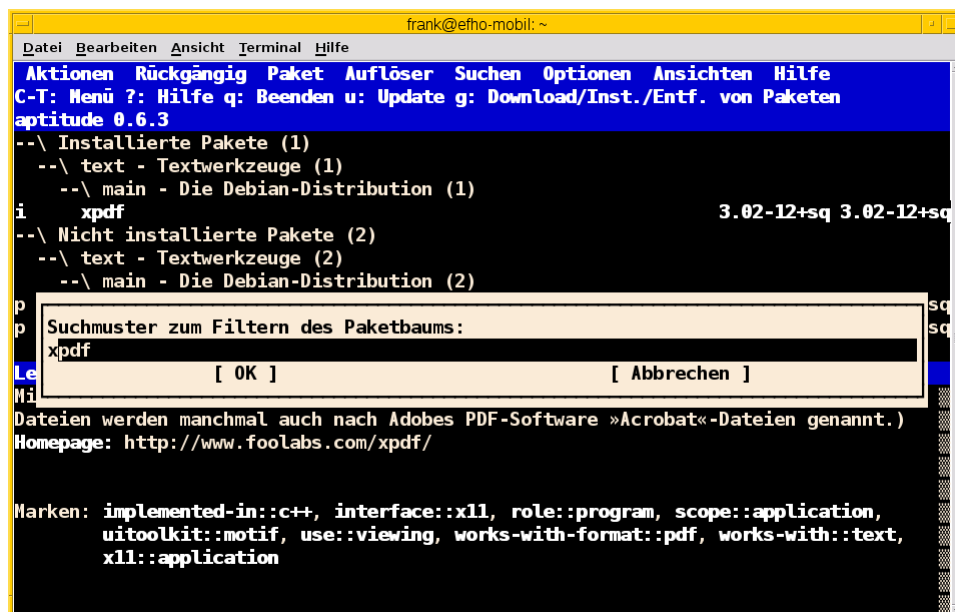 frank@efho-mobil: ~
Datei Bearbeiten Ansicht Terminal Hilfe
Aktionen Rückgängig Paket Auflöser Suchen Optionen Ansichten Hilfe
C-T: Menü ?: Hilfe q: Beenden u: Update g: Download/Inst./Entf. von Paketen
aptitude 0.6.3
--\ Installierte Pakete (1)
--\ text - Textwerkzeuge (1)
--\ main - Die Debian-Distribution (1)
i xpdf 3.02-12+sq 3.02-12+sq
--\ Nicht installierte Pakete (2)
--\ text - Textwerkzeuge (2)
--\ main - Die Debian-Distribution (2)
p sq
p sq
Suchmuster zum Filtern des Paketbaums:
xpdf
Le [ OK ] [ Abbrechen ]
Mi
Dateien werden manchmal auch nach Adobes PDF-Software »Acrobat«-Dateien genannt.)
Homepage: http://www.foolabs.com/xpdf/
Marken: implemented-in::c++, interface::x11, role::program, scope::application,
uitoolkit::motif, use::viewing, works-with-format::pdf, works-with::text,
x11::application